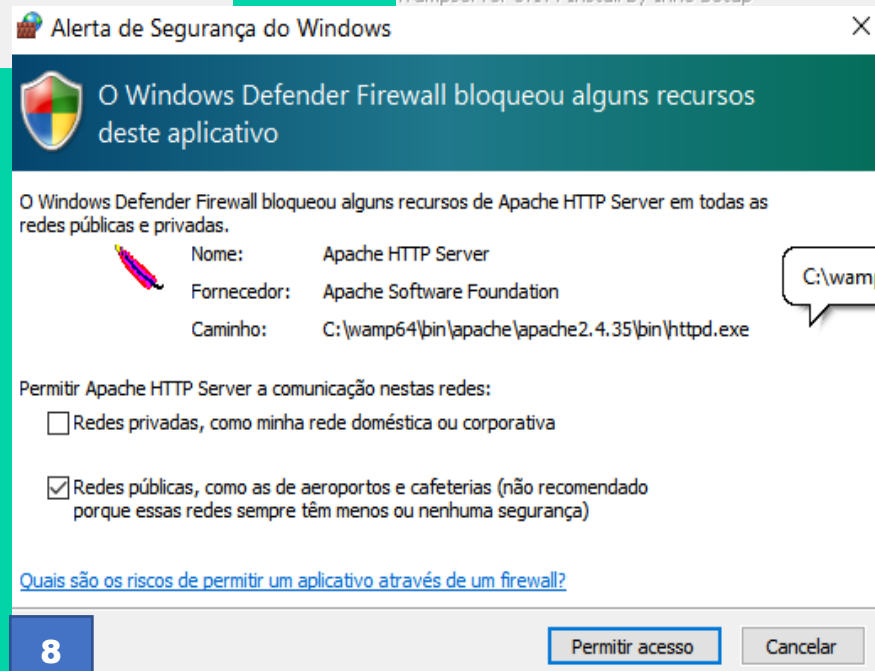 Alerta de Segurança do Windows
O Windows Defender Firewall bloqueou alguns recursos
deste aplicativo
O Windows Defender Firewall bloqueou alguns recursos de Apache HTTP Server em todas as
redes públicas e privadas.
Nome: Apache HTTP Server
Fornecedor: Apache Software Foundation
Caminho: C:\wamp64\bin\apache\apache2.4.35\bin\httpd.exe
C:\wamp
Permitir Apache HTTP Server a comunicação nestas redes:
Redes privadas, como minha rede doméstica ou corporativa
Redes públicas, como as de aeroportos e cafeterias (não recomendado
porque essas redes sempre têm menos ou nenhuma segurança)
Quais são os riscos de permitir um aplicativo através de um firewall?
8
Permitir acesso
Cancelar